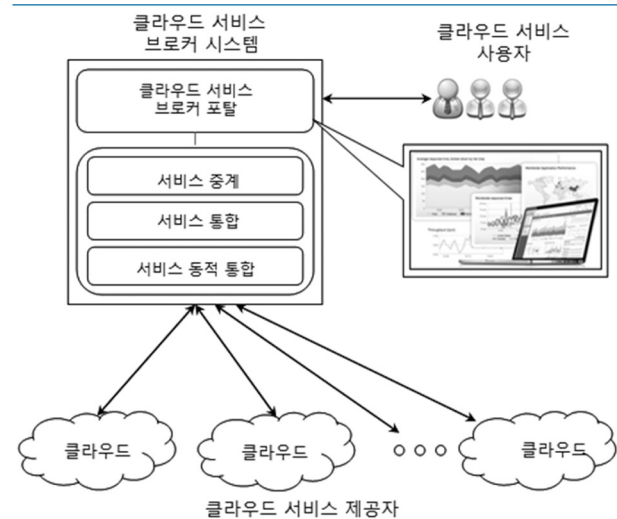 클라우드 서비스
브로커 시스템
클라우드 서비스
사용자
클라우드 서비스
브로커 포탈
서비스 중계
서비스 통합
서비스 동적 통합
클라우드
클라우드
클라우드
클라우드 서비스 제공자